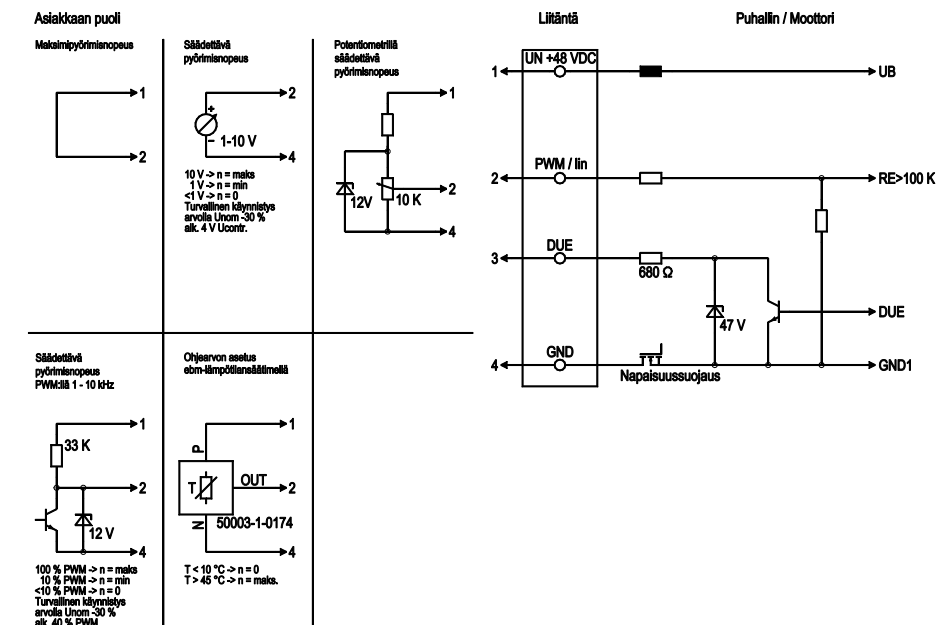 Asiakkaan puoli
Maksimipyörimisnopeus
1
2
Säädettävä
pyörimisnopeus
2
+
1-10 V
–
4
10 V -> n = maks
1 V -> n = min
<1 V -> n = 0
Turvallinen käynnistys
arvolla Unom -30 %
alk. 4 V Ucontr.
Potentiometrillä
säädettävä
pyörimisnopeus
1
2
12V
10 K
4
Säädettävä
pyörimisnopeus
PWM:llä 1 - 10 kHz
1
33 K
2
12 V
4
100 % PWM -> n = maks
10 % PWM -> n = min
<10 % PWM -> n = 0
Turvallinen käynnistys
arvolla Unom -30 %
alk. 40 % PWM
Ohjearvon asetus
ebm-lämpötilansäätimellä
1
P
T
OUT
2
N
50003-1-0174
4
T < 10 °C -> n = 0
T > 45 °C -> n = maks.
Liitäntä
Puhallin / Moottori
UN +48 VDC
1
UB
PWM / lin
2
RE>100 K
DUE
3
680 Ω
47 V
DUE
GND
4
GND1
Napaisuussuojaus